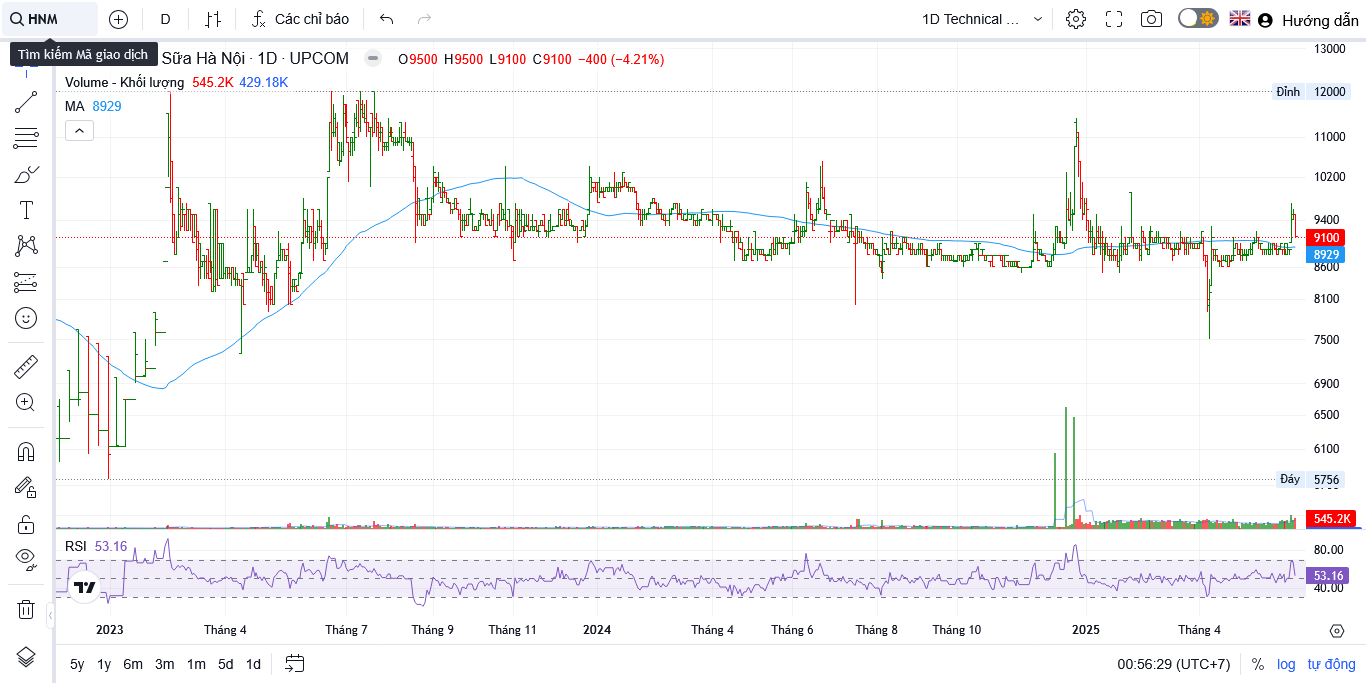 HNM
D
Các chỉ báo
1D Technical ...
Hướng dẫn
Tìm kiếm Mã giao dịch
Sữa Hà Nội · 1D · UPCOM
O9500 H9500 L9100 C9100 −400 (−4.21%)
Volume - Khối lượng 545.2K 429.18K
MA 8929
13000
Đỉnh 12000
11000
10200
9400
9100
8929
8600
8100
7500
6900
6500
6100
Đáy 5756
545.2K
RSI 53.16
80.00
53.16
40.00
2023 Tháng 4 Tháng 7 Tháng 9 Tháng 11 2024 Tháng 4 Tháng 6 Tháng 8 Tháng 10 2025 Tháng 4
5y 1y 6m 3m 1m 5d 1d
00:56:29 (UTC+7) % log tự động